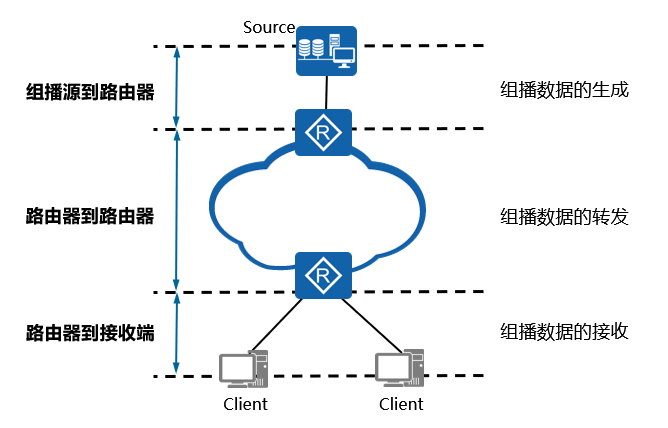 Source
组播源到路由器
组播数据的生成
R
路由器到路由器
组播数据的转发
R
路由器到接收端
组播数据的接收
Client
Client